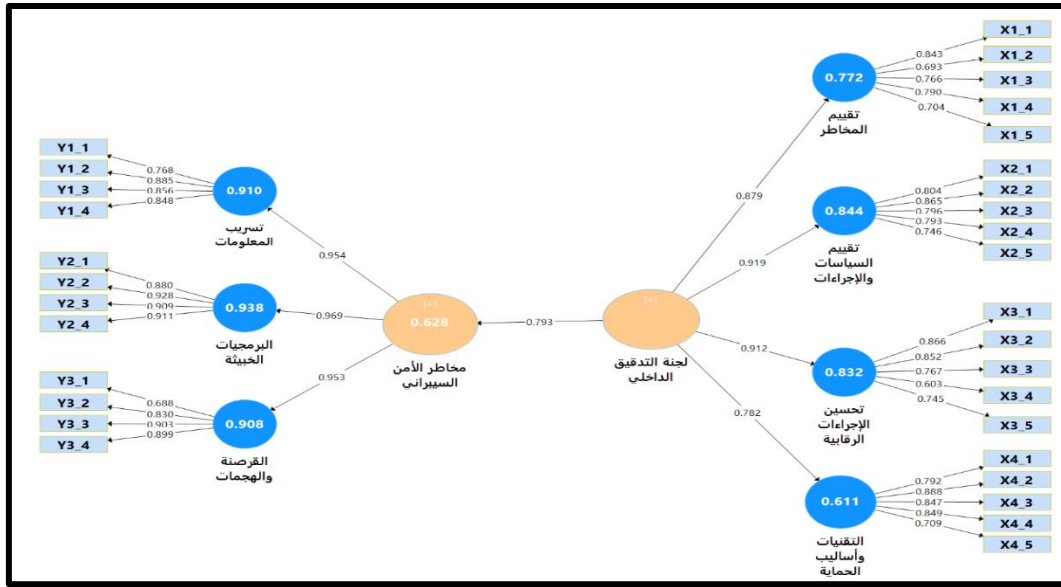 Y1_1
Y1_2
Y1_3
Y1_4
0.768
0.885
0.856
0.848
0.910
تسريب
المعلومات
Y2_1
Y2_2
Y2_3
Y2_4
0.880
0.928
0.909
0.911
0.938
البرمجيات
الخبيثة
Y3_1
Y3_2
Y3_3
Y3_4
0.688
0.830
0.903
0.899
0.908
القرصنة
والهجمات
0.954
0.969
0.953
[+]
0.628
مخاطر الأمن
السيبراني
0.793
[+]
لجنة التدقيق
الداخلي
0.879
0.919
0.912
0.782
0.772
تقييم
المخاطر
0.843
0.693
0.766
0.790
0.704
X1_1
X1_2
X1_3
X1_4
X1_5
0.844
تقييم
السياسات
والإجراءات
0.804
0.865
0.796
0.793
0.746
X2_1
X2_2
X2_3
X2_4
X2_5
0.832
تحسين
الإجراءات
الرقابية
0.866
0.852
0.767
0.603
0.745
X3_1
X3_2
X3_3
X3_4
X3_5
0.611
التقنيات
وأساليب
الحماية
0.792
0.888
0.847
0.849
0.709
X4_1
X4_2
X4_3
X4_4
X4_5